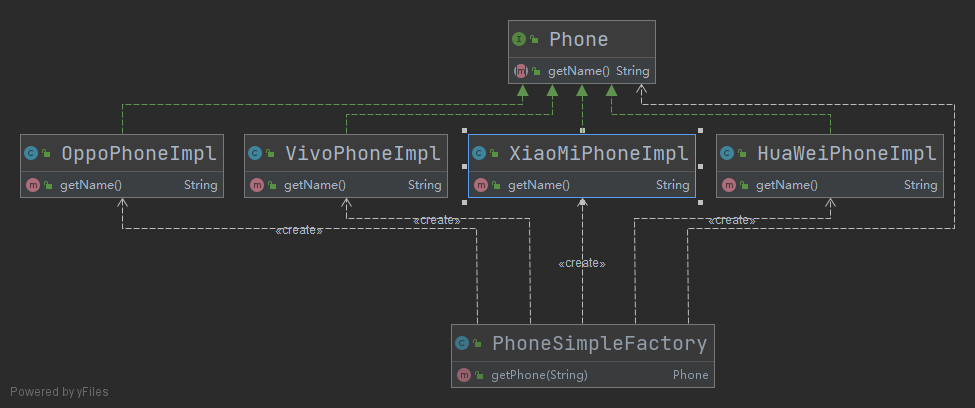 Phone
getName() String
OppoPhoneImpl
getName() String
VivoPhoneImpl
getName() String
XiaoMiPhoneImpl
getName() String
HuaWeiPhoneImpl
getName() String
«create»
«create»
«create»
«create»
PhoneSimpleFactory
getPhone(String) Phone
Powered by yFiles